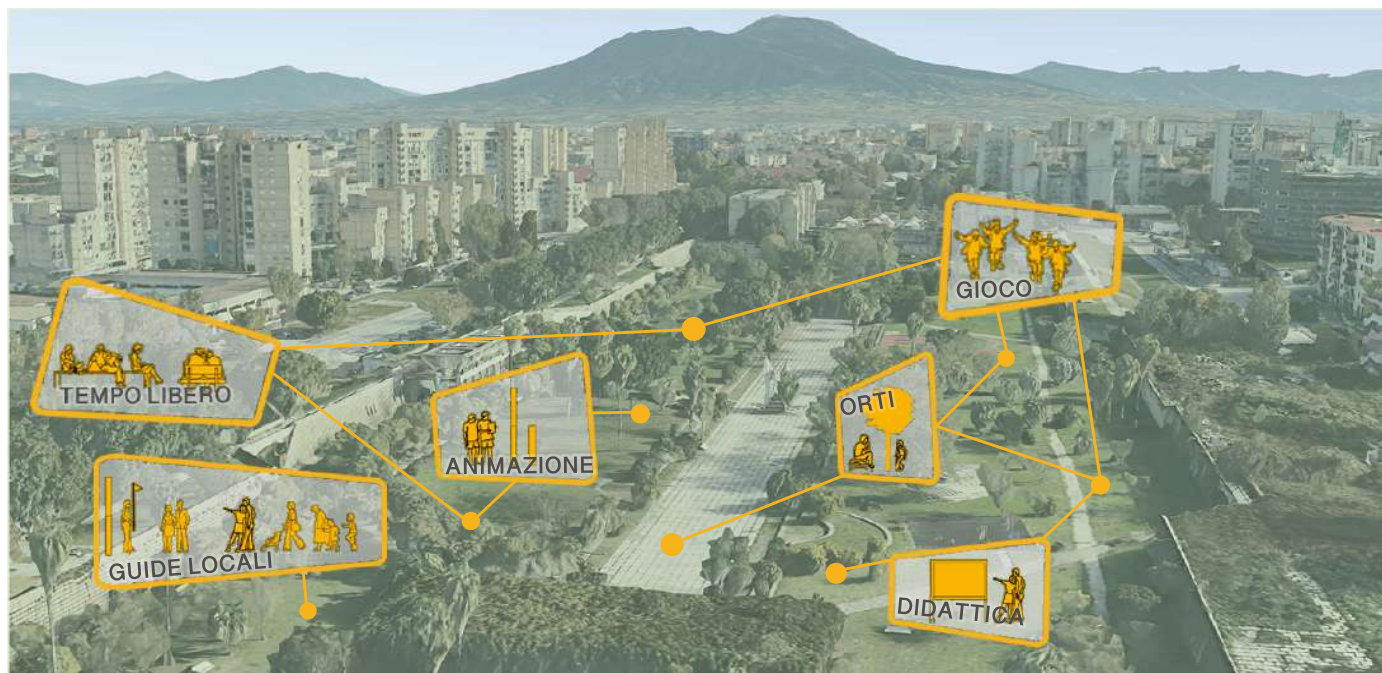 GIOCO
TEMPO LIBERO
ORTI
ANIMAZIONE
GUIDE LOCALI
DIDATTICA